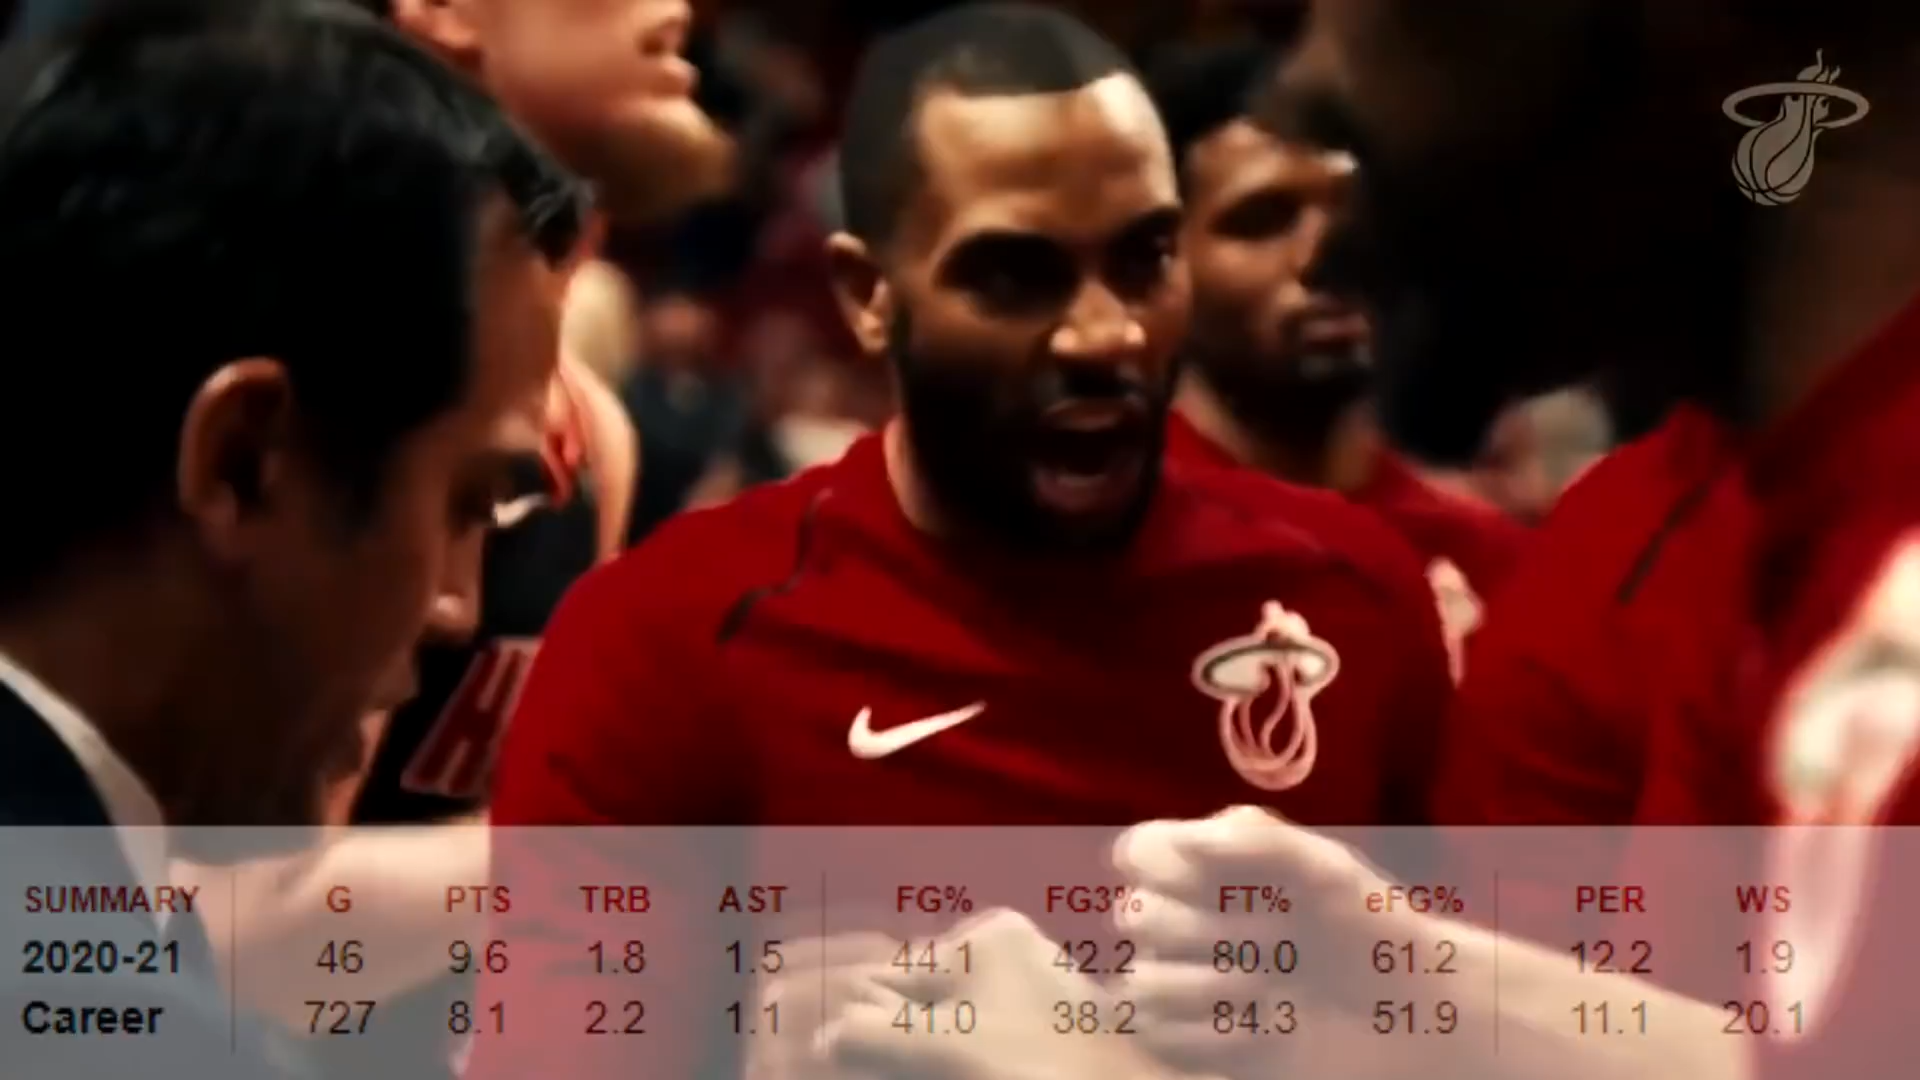 SUMMARY G PTS TRB AST FG% FG3% FT% eFG% PER WS
2020-21 46 9.6 1.8 1.5 44.1 42.2 80.0 61.2 12.2 1.9
Career 727 8.1 2.2 1.1 41.0 38.2 84.3 51.9 11.1 20.1